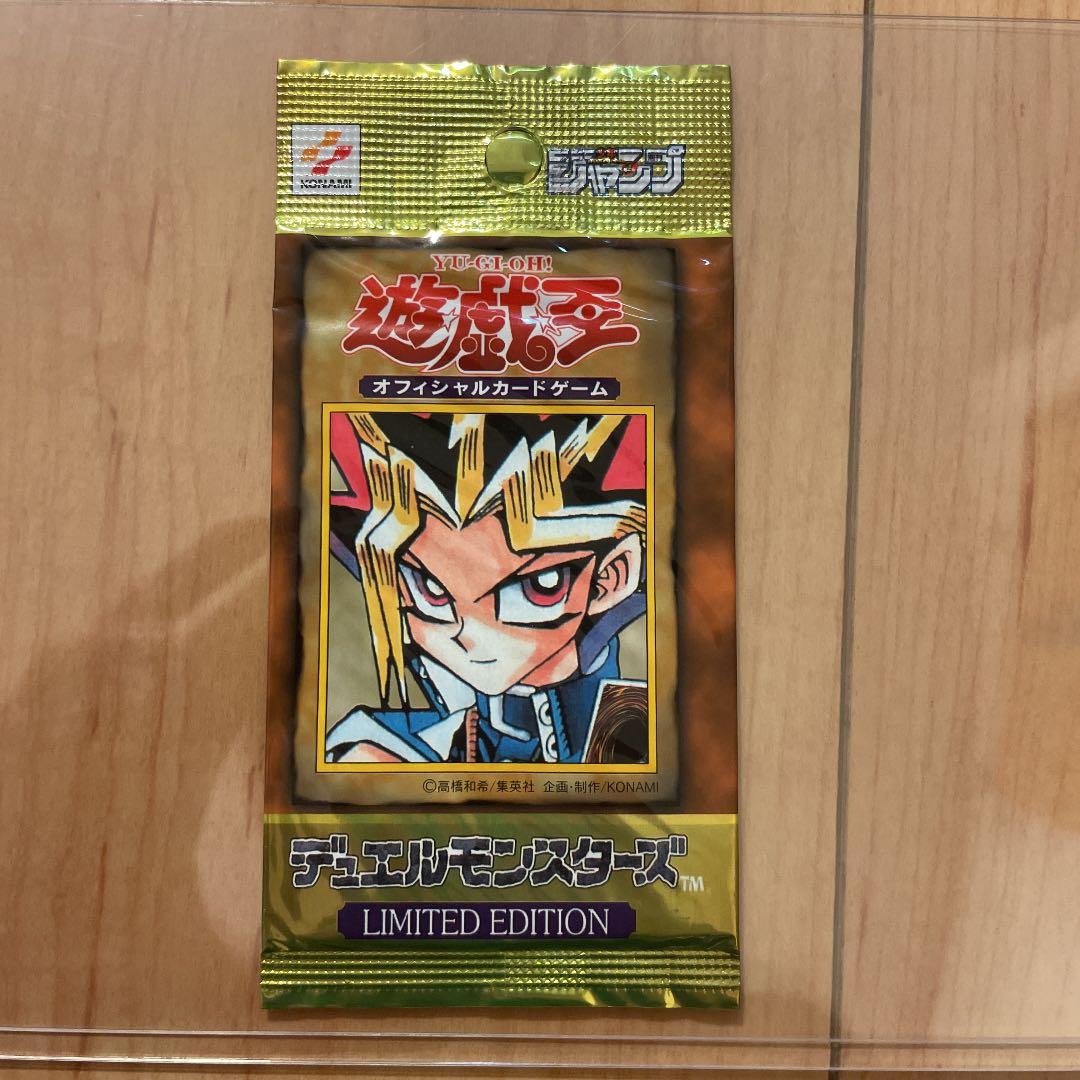 KONAMI
ジャンプ
YU-GI-OH!
遊戯王
オフィシャルカードゲーム
©高橋和希/集英社 企画・制作/KONAMI
デュエルモンスターズ™
LIMITED EDITION